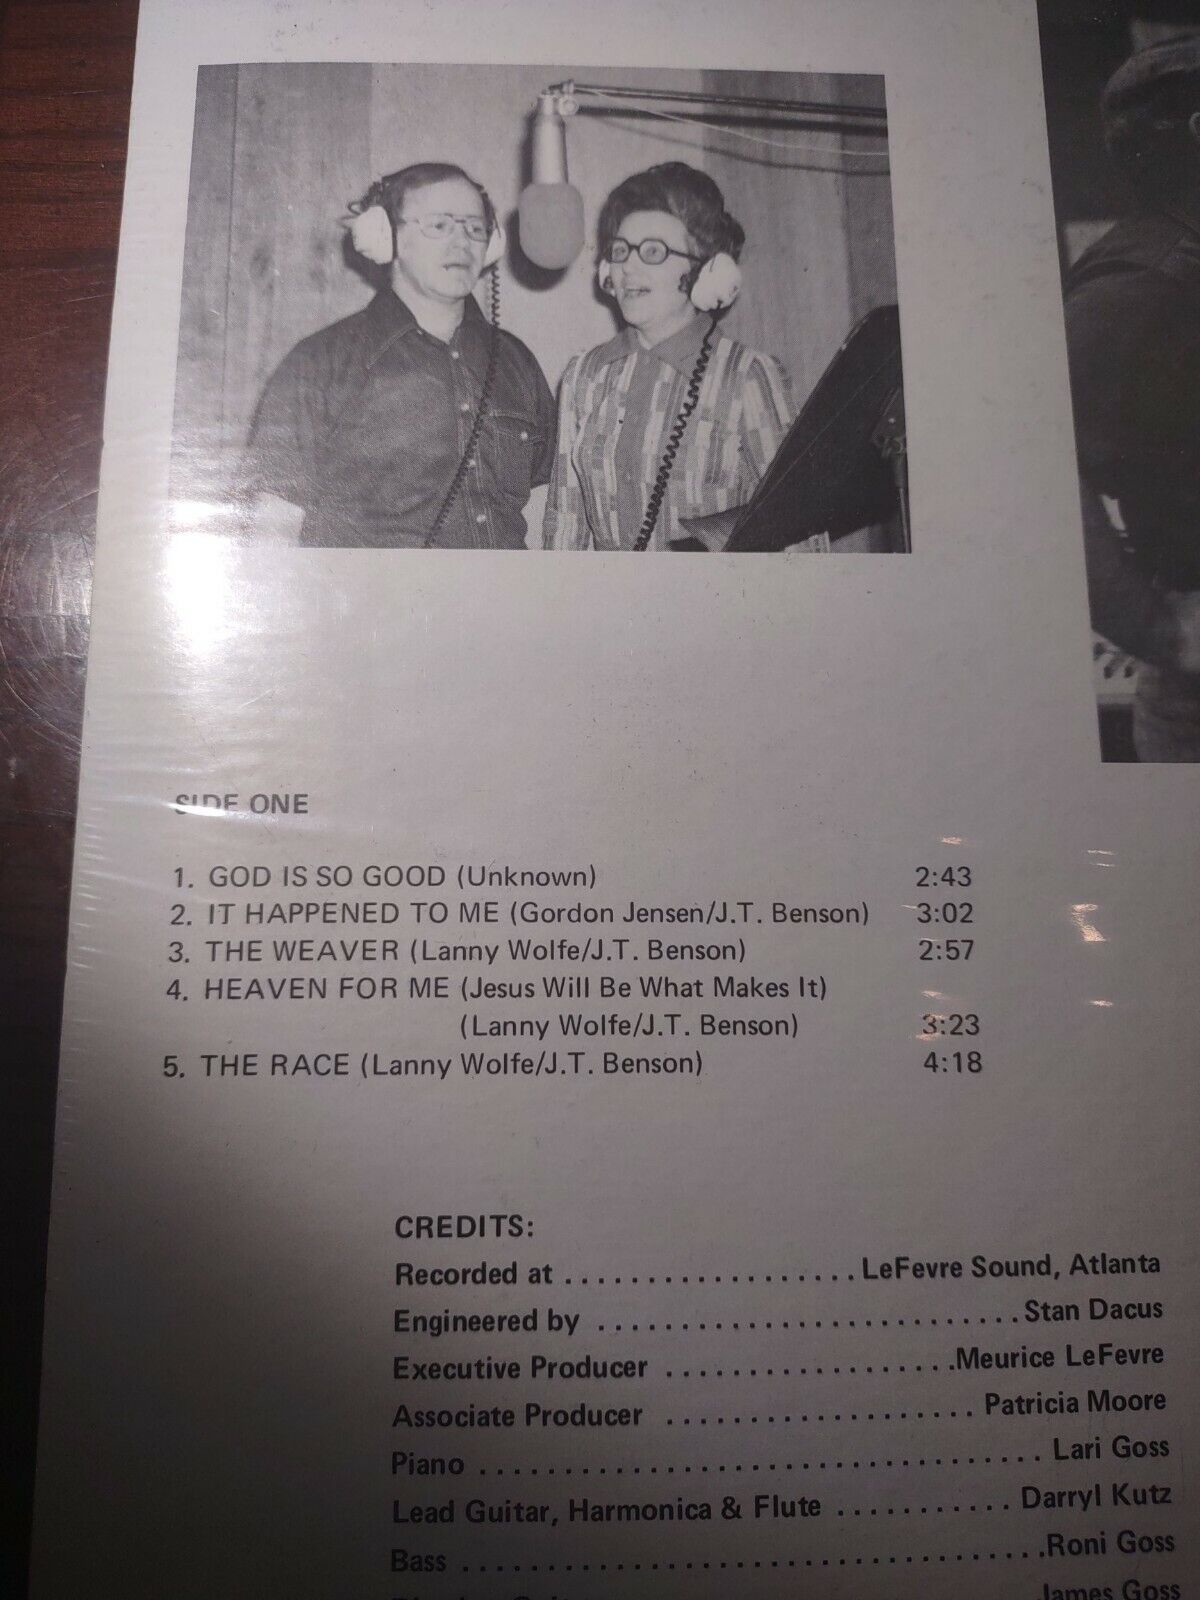 SIDE ONE
1. GOD IS SO GOOD (Unknown) 2:43
2. IT HAPPENED TO ME (Gordon Jensen/J.T. Benson) 3:02
3. THE WEAVER (Lanny Wolfe/J.T. Benson) 2:57
4. HEAVEN FOR ME (Jesus Will Be What Makes It)
(Lanny Wolfe/J.T. Benson) 3:23
5. THE RACE (Lanny Wolfe/J.T. Benson) 4:18
CREDITS:
Recorded at . . . . . . . . . . . . . . . . . . LeFevre Sound, Atlanta
Engineered by . . . . . . . . . . . . . . . . . . . . . . . . . . Stan Dacus
Executive Producer . . . . . . . . . . . . . . . . . . Meurice LeFevre
Associate Producer . . . . . . . . . . . . . . . . . . . Patricia Moore
Piano . . . . . . . . . . . . . . . . . . . . . . . . . . . . . . . . . . Lari Goss
Lead Guitar, Harmonica & Flute . . . . . . . . . . . Darryl Kutz
Bass . . . . . . . . . . . . . . . . . . . . . . . . . . . . . . . . . . . Roni Goss
James Goss